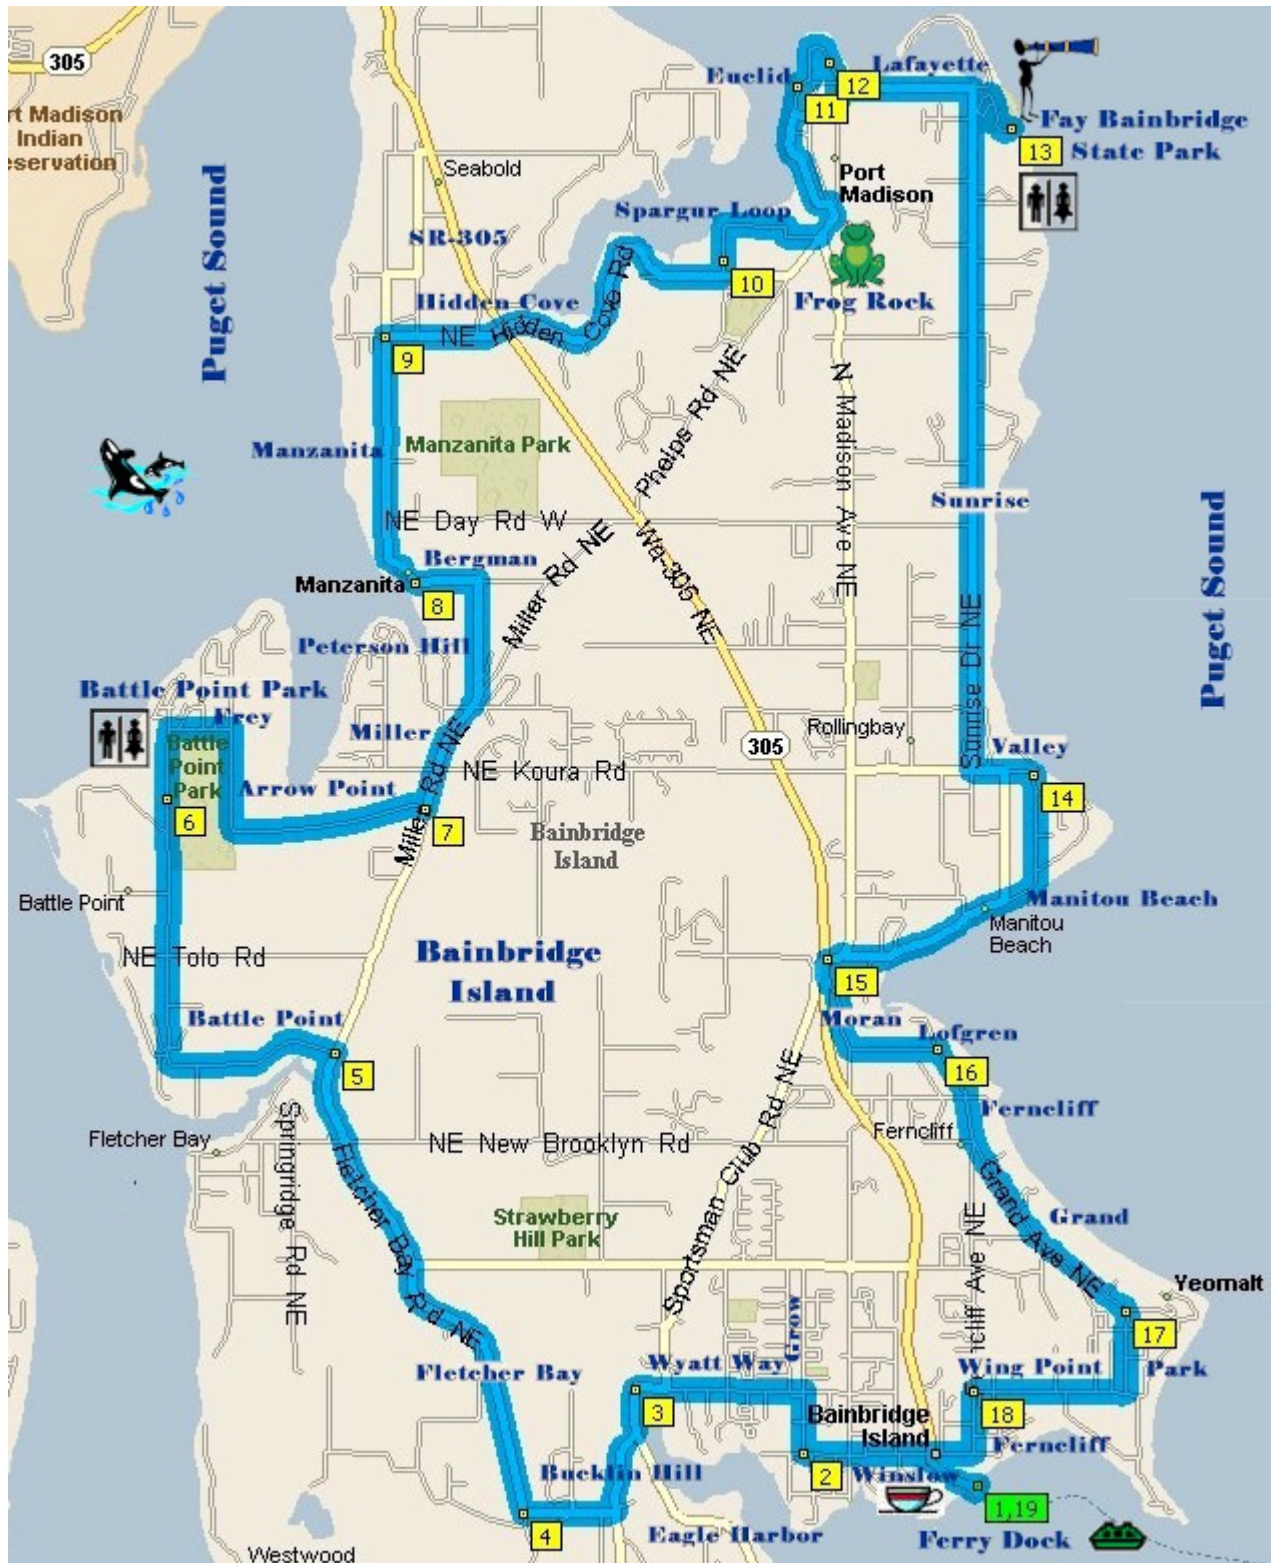 305
rt Madison
Indian
eservation
Puget Sound
Seabold
SR-305
Euclid
Lafayette
12
11
Fay Bainbridge
13
State Park
Port
Madison
Spargur Loop
10
Frog Rock
Hidden Cove
NE Hidden Cove Rd
9
Manzanita
Manzanita Park
Phelps Rd NE
N Madison Ave NE
Sunrise
Puget Sound
NE Day Rd W
Miller Rd NE
Wa-305 NE
Bergman
Manzanita
8
Peterson Hill
Sunrise Dr NE
Battle Point Park
Frey
Miller
Battle
Point
Park
Arrow Point
Miller Rd NE
NE Koura Rd
305
Rollingbay
Valley
14
6
7
Bainbridge
Island
Battle Point
Manitou Beach
Manitou
Beach
NE Tolo Rd
Bainbridge
Island
15
Battle Point
5
Moran
Lofgren
16
Ferncliff
Springridge Rd NE
Fletcher Bay
NE New Brooklyn Rd
Sportsman Club Rd NE
Ferncliff
Fletcher Bay Rd NE
Strawberry
Hill Park
Grand Ave NE
Grand
ncliff Ave NE
Yeomalt
17
Grow
Fletcher Bay
Wyatt Way
Wing Point
Park
3
Bainbridge
Island
18
Ferncliff
Bucklin Hill
2
Winslow
4
Eagle Harbor
1,19
Ferry Dock
Westwood